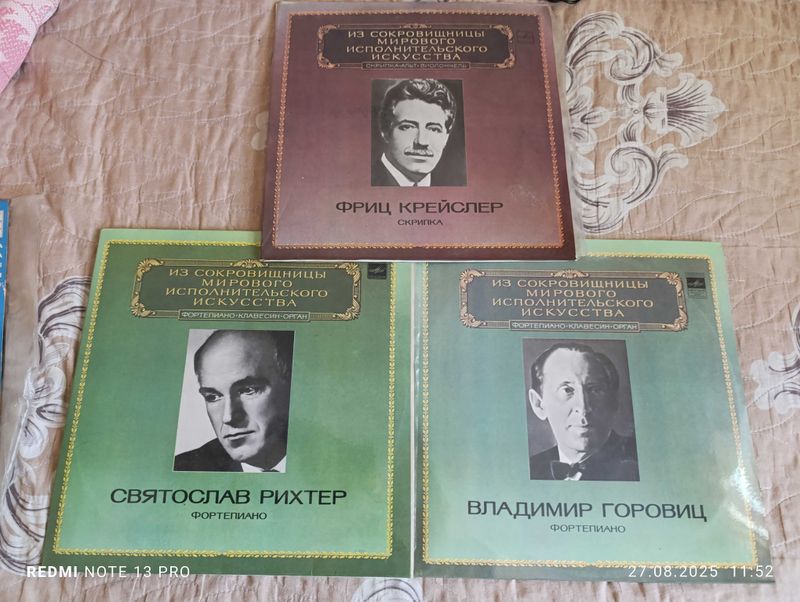 ИЗ СОКРОВИЩНИЦЫ
МИРОВОГО
ИСПОЛНИТЕЛЬСКОГО
ИСКУССТВА
СКРИПКА•АЛЬТ•ВИОЛОНЧЕЛЬ
ФРИЦ КРЕЙСЛЕР
СКРИПКА
ИЗ СОКРОВИЩНИЦЫ
МИРОВОГО
ИСПОЛНИТЕЛЬСКОГО
ИСКУССТВА
ФОРТЕПИАНО•КЛАВЕСИН•ОРГАН
СВЯТОСЛАВ РИХТЕР
ФОРТЕПИАНО
ИЗ СОКРОВИЩНИЦЫ
МИРОВОГО
ИСПОЛНИТЕЛЬСКОГО
ИСКУССТВА
ФОРТЕПИАНО•КЛАВЕСИН•ОРГАН
ВЛАДИМИР ГОРОВИЦ
ФОРТЕПИАНО
REDMI NOTE 13 PRO
27.08.2025 11:52